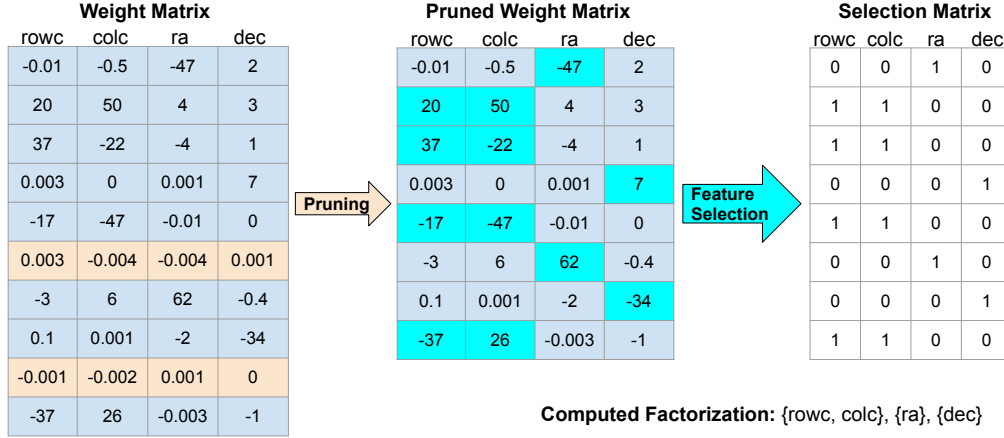 Weight Matrix
rowc colc ra dec
-0.01 -0.5 -47 2
20 50 4 3
37 -22 -4 1
0.003 0 0.001 7
-17 -47 -0.01 0
0.003 -0.004 -0.004 0.001
-3 6 62 -0.4
0.1 0.001 -2 -34
-0.001 -0.002 0.001 0
-37 26 -0.003 -1
Pruning
Pruned Weight Matrix
rowc colc ra dec
-0.01 -0.5 -47 2
20 50 4 3
37 -22 -4 1
0.003 0 0.001 7
-17 -47 -0.01 0
-3 6 62 -0.4
0.1 0.001 -2 -34
-37 26 -0.003 -1
Feature
Selection
Selection Matrix
rowc colc ra dec
0 0 1 0
1 1 0 0
1 1 0 0
0 0 0 1
1 1 0 0
0 0 1 0
0 0 0 1
1 1 0 0
Computed Factorization: {rowc, colc}, {ra}, {dec}